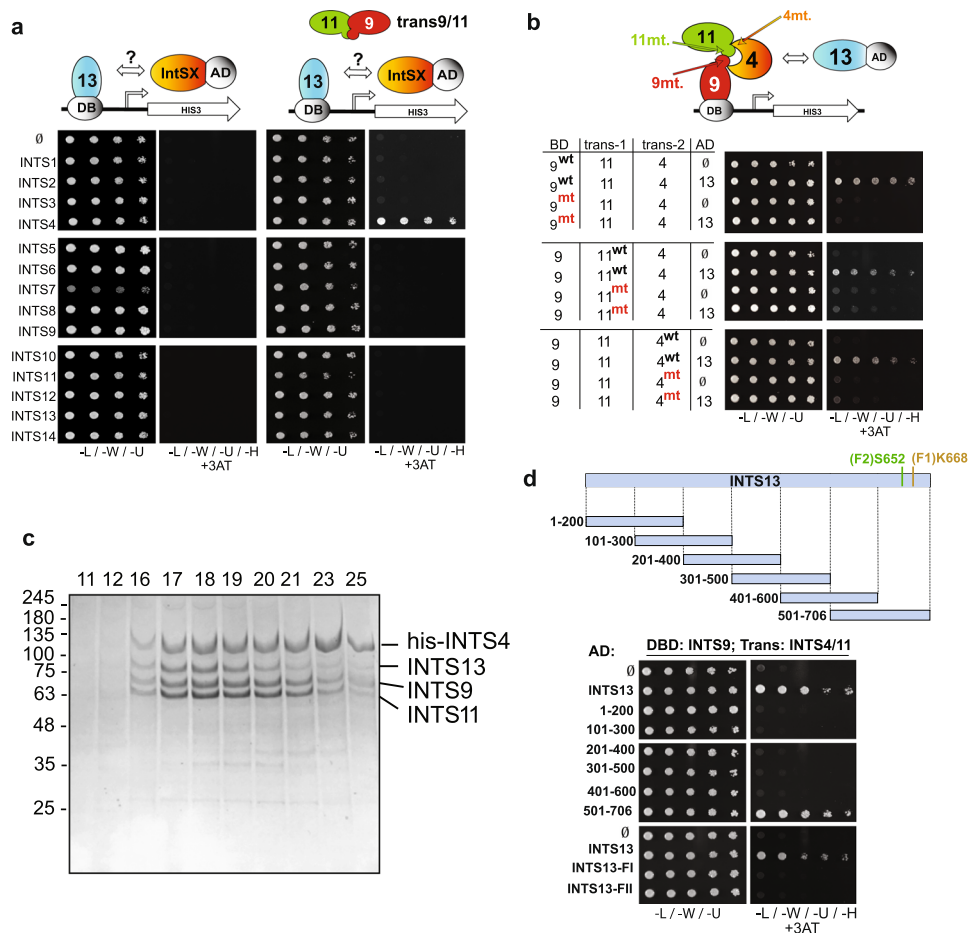 a
11 9 trans9/11
? ?
13 IntSX AD 13 IntSX AD
DB HIS3 DB HIS3
Ø
INTS1
INTS2
INTS3
INTS4
INTS5
INTS6
INTS7
INTS8
INTS9
INTS10
INTS11
INTS12
INTS13
INTS14
-L / -W / -U -L / -W / -U / -H -L / -W / -U -L / -W / -U / -H
+3AT +3AT
b
4mt.
11
11mt.
4 13 AD
9mt.
9
DB HIS3
BD trans-1 trans-2 AD
9wt 11 4 Ø
9wt 11 4 13
9mt 11 4 Ø
9mt 11 4 13
9 11wt 4 Ø
9 11wt 4 13
9 11mt 4 Ø
9 11mt 4 13
9 11 4wt Ø
9 11 4wt 13
9 11 4mt Ø
9 11 4mt 13
-L / -W / -U -L / -W / -U / -H
+3AT
c
11 12 16 17 18 19 20 21 23 25
245
180
135
100
75
63
48
35
25
his-INTS4
INTS13
INTS9
INTS11
d
(F2)S652 (F1)K668
INTS13
1-200
101-300
201-400
301-500
401-600
501-706
AD: DBD: INTS9; Trans: INTS4/11
Ø
INTS13
1-200
101-300
201-400
301-500
401-600
501-706
Ø
INTS13
INTS13-FI
INTS13-FII
-L / -W / -U -L / -W / -U / -H
+3AT